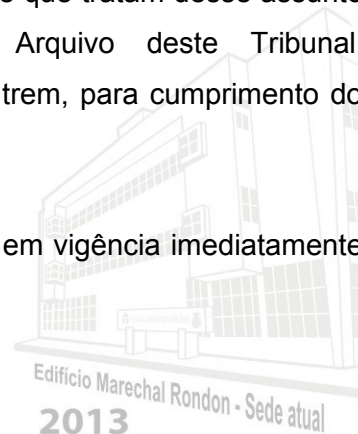 que tratam desse assunto
Arquivo deste Tribunal
trem, para cumprimento do
em vigência imediatamente
Edifício Marechal Rondon - Sede atual
2013